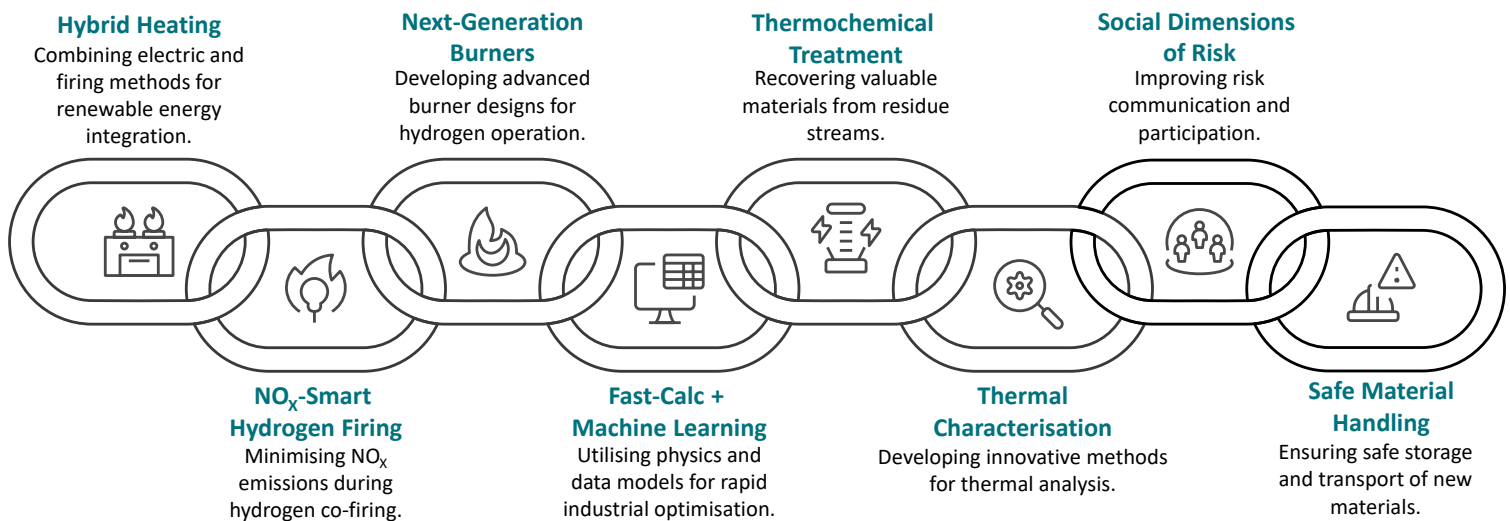 Hybrid Heating
Combining electric and
firing methods for
renewable energy
integration.
NOX-Smart
Hydrogen Firing
Minimising NOX
emissions during
hydrogen co-firing.
Next-Generation
Burners
Developing advanced
burner designs for
hydrogen operation.
Fast-Calc +
Machine Learning
Utilising physics and
data models for rapid
industrial optimisation.
Thermochemical
Treatment
Recovering valuable
materials from residue
streams.
Thermal
Characterisation
Developing innovative methods
for thermal analysis.
Social Dimensions
of Risk
Improving risk
communication and
participation.
Safe Material
Handling
Ensuring safe storage
and transport of new
materials.